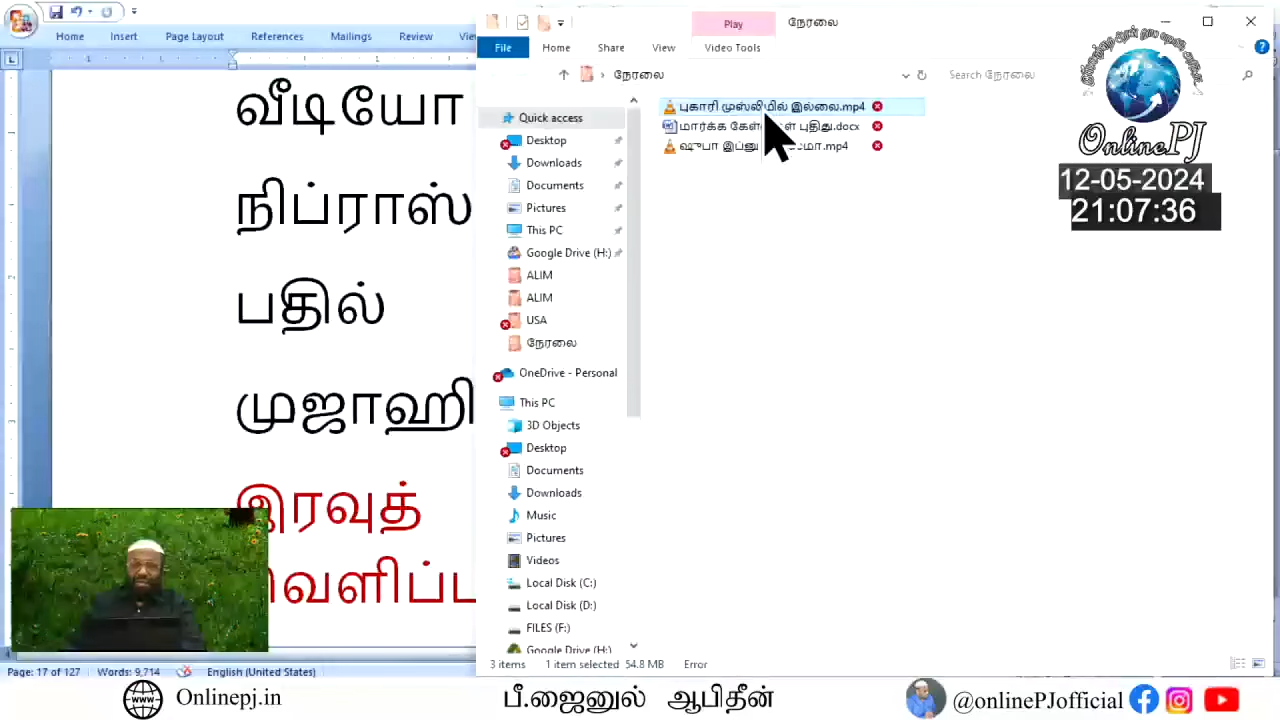 Play
நேரலை
Home
Insert
Page Layout
References
Mailings
Review
File
Home
Share
View
Video Tools
நேரலை
Search நேரலை
Quick access
Desktop
Downloads
Documents
Pictures
This PC
Google Drive (H:)
ALIM
ALIM
USA
நேரலை
OneDrive - Personal
This PC
3D Objects
Desktop
Documents
Downloads
Music
Pictures
Videos
Local Disk (C:)
Local Disk (D:)
FILES (F:)
Google Drive (H:)
புகாரி முஸ்லிமில் இல்லை.mp4
மார்க்க புதிது.docx
ஷுபா இப்னு
3 items
1 item selected 54.8 MB
Error
வீடியோ
நிப்ராஸ்
பதில்
முஜாஹி
இரவுத்
OnlinePJ
12-05-2024
21:07:36
Page: 17 of 127
Words: 9,714
English (United States)
Onlinepj.in
பீ.ஜைனுல் ஆபிதீன்
@onlinePJofficial